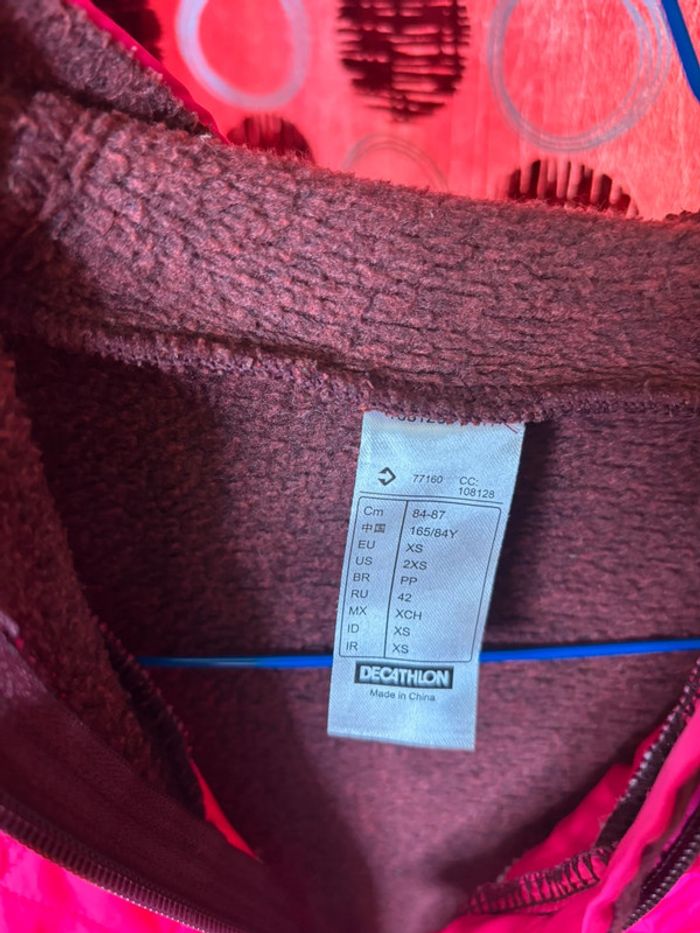 77160 CC:
108128
Cm 84-87
中国 165/84Y
EU XS
US 2XS
BR PP
RU 42
MX XCH
ID XS
IR XS
DECATHLON
Made in China